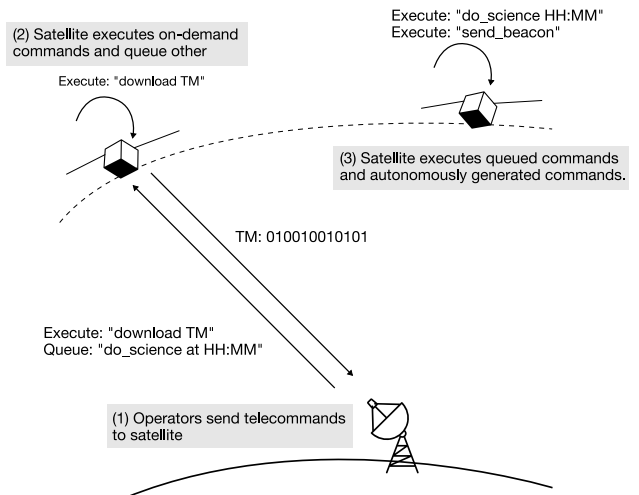 (2) Satellite executes on-demand
commands and queue other
Execute: "download TM"
Execute: "do_science HH:MM"
Execute: "send_beacon"
(3) Satellite executes queued commands
and autonomously generated commands.
TM: 010010010101
Execute: "download TM"
Queue: "do_science at HH:MM"
(1) Operators send telecommands
to satellite